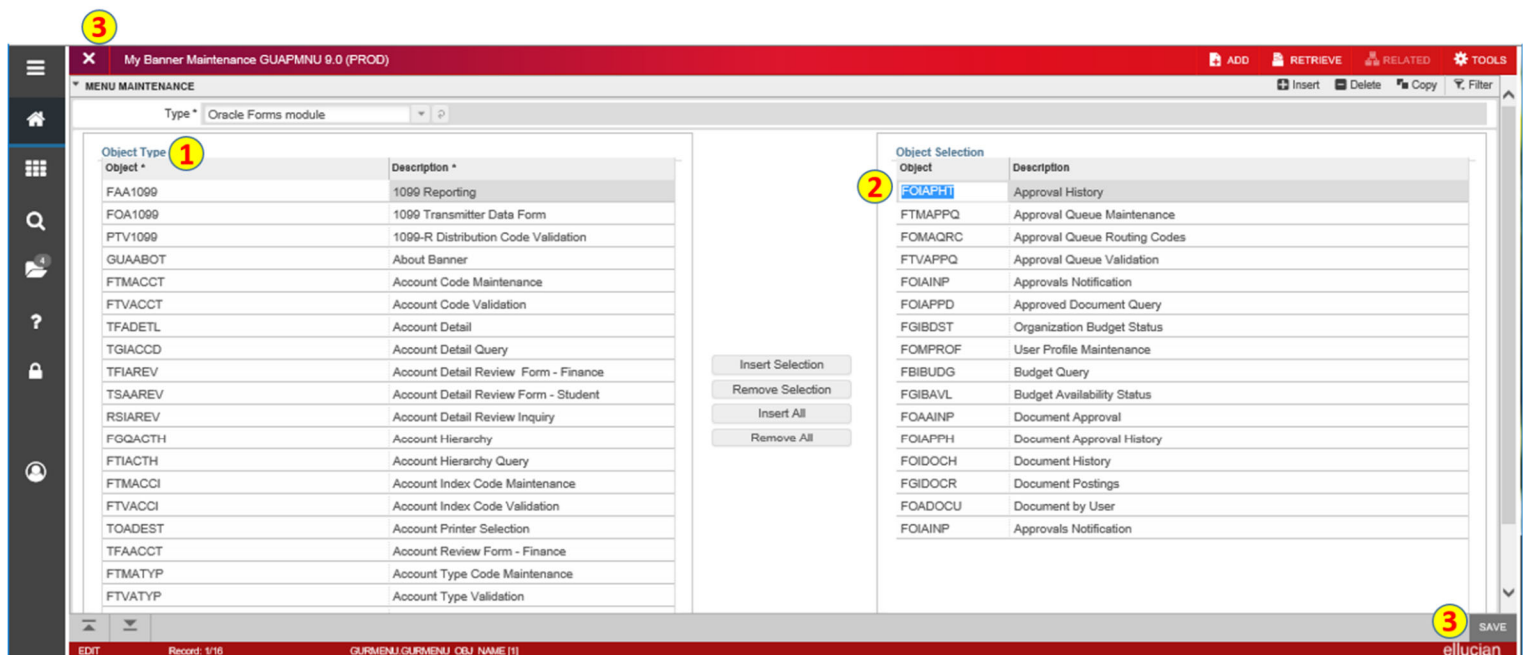 3
× My Banner Maintenance GUAPMNU 9.0 (PROD) ADD RETRIEVE RELATED TOOLS
MENU MAINTENANCE Insert Delete Copy Filter
Type * Oracle Forms module
Object Type 1 Object Selection
Object * Description * Object Description
FAA1099 1099 Reporting 2 FOIAPHT Approval History
FOA1099 1099 Transmitter Data Form FTMAPPQ Approval Queue Maintenance
PTV1099 1099-R Distribution Code Validation FOMAQRC Approval Queue Routing Codes
GUAABOT About Banner FTVAPPQ Approval Queue Validation
4
FTMACCT Account Code Maintenance FOIAINP Approvals Notification
FTVACCT Account Code Validation FOIAPPD Approved Document Query
TFADETL Account Detail FGIBDST Organization Budget Status
?
TGIACCD Account Detail Query FOMPROF User Profile Maintenance
TFIAREV Account Detail Review Form - Finance Insert Selection FBIBUDG Budget Query
TSAAREV Account Detail Review Form - Student Remove Selection FGIBAVL Budget Availability Status
RSIAREV Account Detail Review Inquiry Insert All FOAAINP Document Approval
FGQACTH Account Hierarchy Remove All FOIAPPH Document Approval History
FTIACTH Account Hierarchy Query FOIDOCH Document History
FTMACCI Account Index Code Maintenance FGIDOCR Document Postings
FTVACCI Account Index Code Validation FOADOCU Document by User
TOADEST Account Printer Selection FOIAINP Approvals Notification
TFAACCT Account Review Form - Finance
FTMATYP Account Type Code Maintenance
FTVATYP Account Type Validation
3 SAVE
EDIT Record: 1/16 GURMENU.GURMENU_OBJ_NAME [1] ellucian